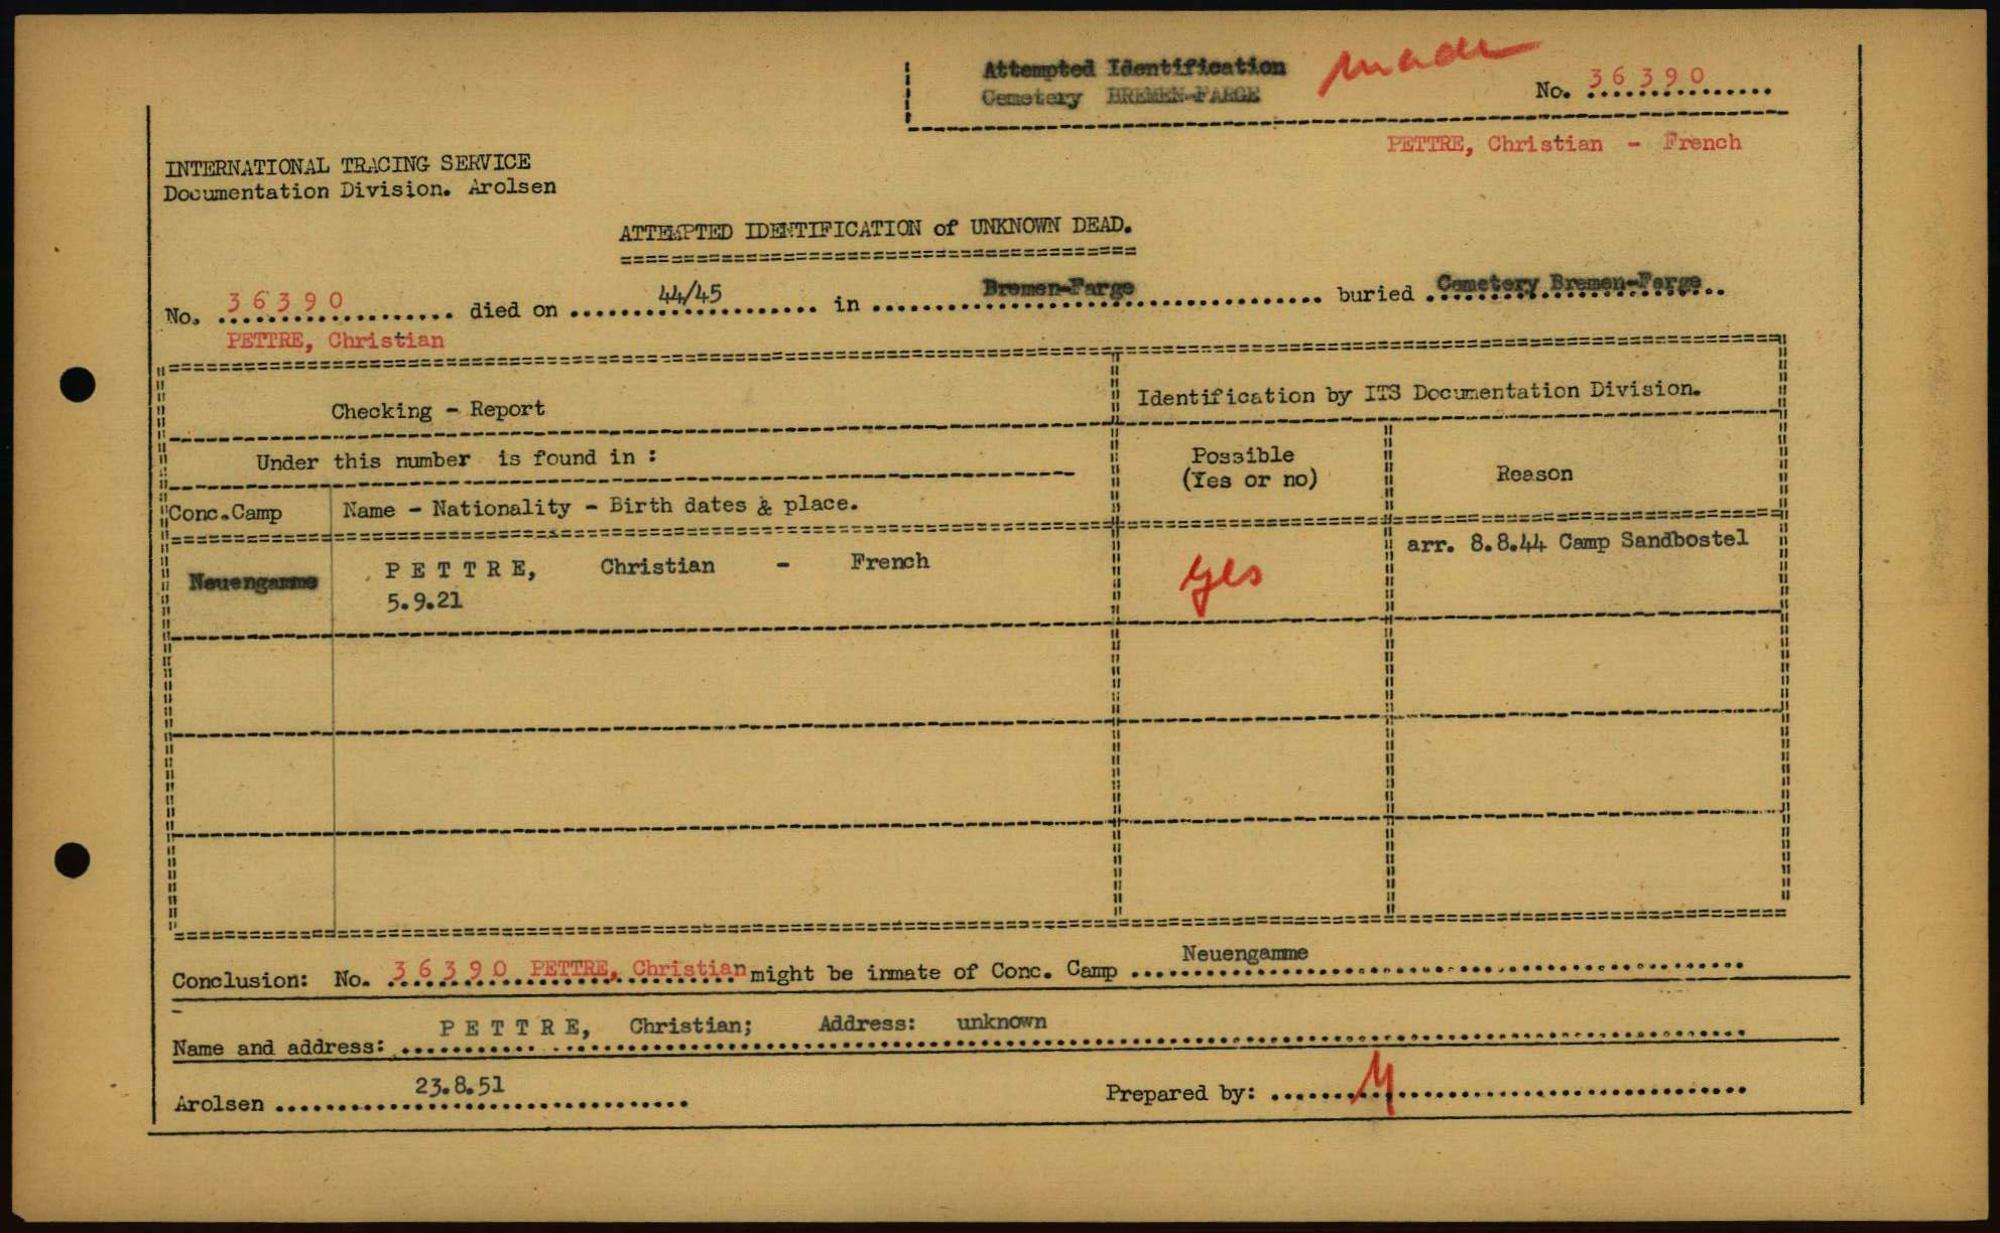 Attempted Identification made
Cemetery BREMEN-FARGE
No. 36390
PETTRE, Christian - French
INTERNATIONAL TRACING SERVICE
Documentation Division. Arolsen
ATTEMPTED IDENTIFICATION of UNKNOWN DEAD.
No. 36390 died on 44/45 in Bremen-Farge buried Cemetery Bremen-Farge
PETTRE, Christian
Checking - Report
Identification by ITS Documentation Division.
Under this number is found in :
Possible
(Yes or no)
Reason
Conc.Camp
Name - Nationality - Birth dates & place.
Neuengamme
PETTRE, Christian - French
5.9.21
yes
arr. 8.8.44 Camp Sandbostel
Conclusion: No. 36390 PETTRE, Christian might be inmate of Conc. Camp Neuengamme
Name and address: PETTRE, Christian; Address: unknown
Arolsen 23.8.51
Prepared by: